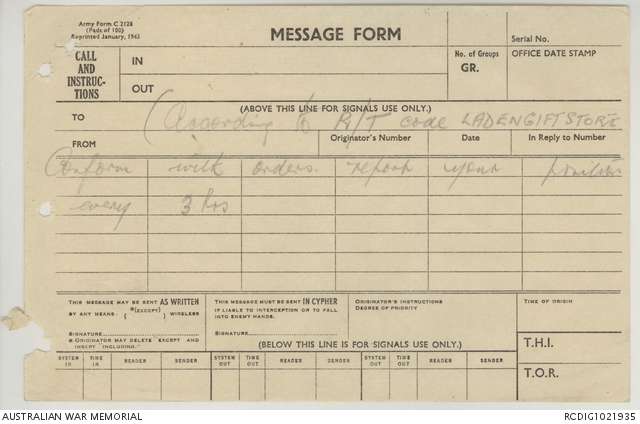 Army Form C 2128
(Pads of 100)
Reprinted January, 1943
MESSAGE FORM
Serial No.
CALL AND INSTRUC- TIONS
IN
OUT
No. of Groups
GR.
OFFICE DATE STAMP
(ABOVE THIS LINE FOR SIGNALS USE ONLY.)
TO
(According to R/T code LADENGIFTSTORE
FROM
Originator's Number
Date
In Reply to Number
Conform with orders. report your position
every 3 hrs
THIS MESSAGE MAY BE SENT AS WRITTEN
BY ANY MEANS. { *(EXCEPT) } WIRELESS
SIGNATURE
* ORIGINATOR MAY DELETE EXCEPT AND
INSERT "INCLUDING."
THIS MESSAGE MUST BE SENT IN CYPHER
IF LIABLE TO INTERCEPTION OR TO FALL
INTO ENEMY HANDS.
SIGNATURE
ORIGINATOR'S INSTRUCTIONS
DEGREE OF PRIORITY
TIME OF ORIGIN
(BELOW THIS LINE IS FOR SIGNALS USE ONLY.)
T.H.I.
T.O.R.
SYSTEM IN
TIME IN
READER
SENDER
SYSTEM OUT
TIME OUT
READER
SENDER
SYSTEM OUT
TIME OUT
READER
SENDER
AUSTRALIAN WAR MEMORIAL
RCDIG1021935